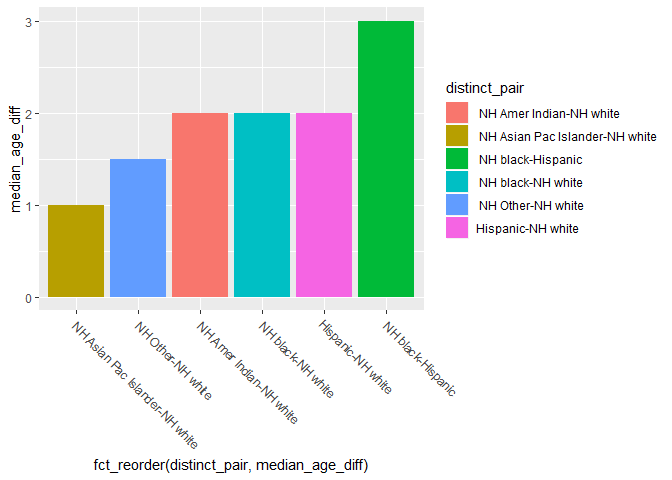 3
2
1
0
median_age_diff
NH Asian Pac Islander-NH white
NH Other-NH white
NH Amer Indian-NH white
NH black-NH white
Hispanic-NH white
NH black-Hispanic
fct_reorder(distinct_pair, median_age_diff)
distinct_pair
NH Amer Indian-NH white
NH Asian Pac Islander-NH white
NH black-Hispanic
NH black-NH white
NH Other-NH white
Hispanic-NH white